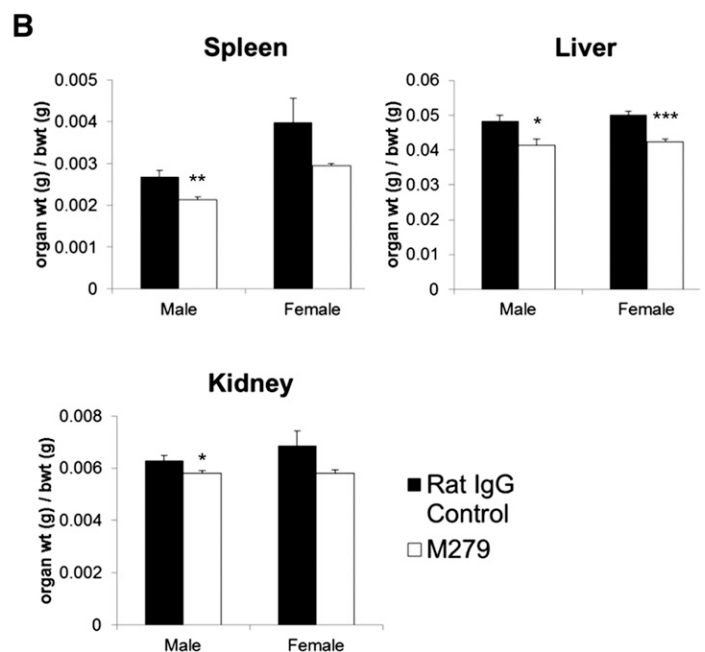 B
Spleen
organ wt (g) / bwt (g)
0.005
0.004
0.003
0.002
0.001
0
**
Male Female
Liver
organ wt (g) / bwt (g)
0.06
0.05
0.04
0.03
0.02
0.01
0
* ***
Male Female
Kidney
organ wt (g) / bwt (g)
0.008
0.006
0.004
0.002
0
*
Male Female
Rat IgG
Control
M279